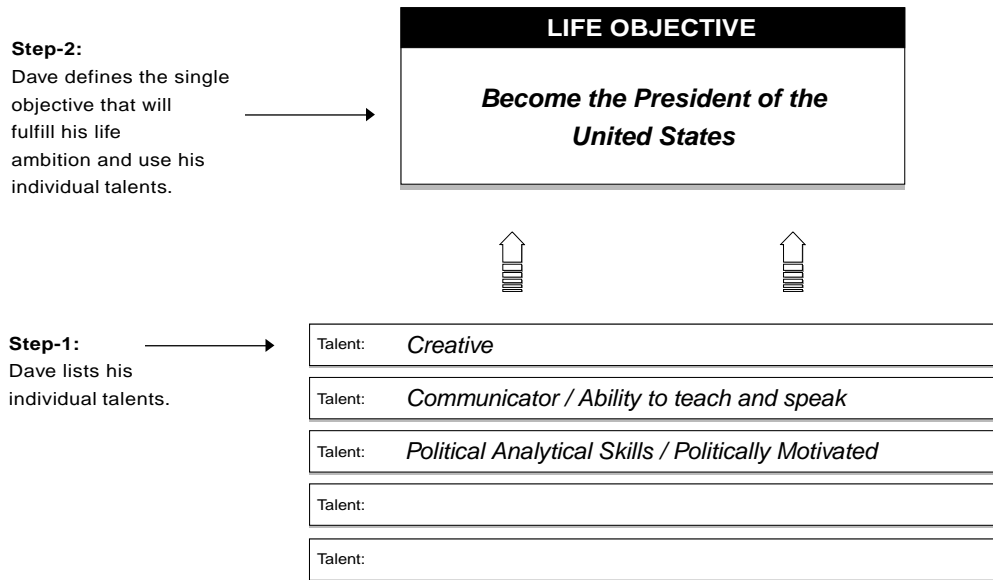 LIFE OBJECTIVE
Step-2:
Dave defines the single
objective that will
fulfill his life
ambition and use his
individual talents.
Become the President of the
United States
Step-1:
Dave lists his
individual talents.
Talent: Creative
Talent: Communicator / Ability to teach and speak
Talent: Political Analytical Skills / Politically Motivated
Talent:
Talent: